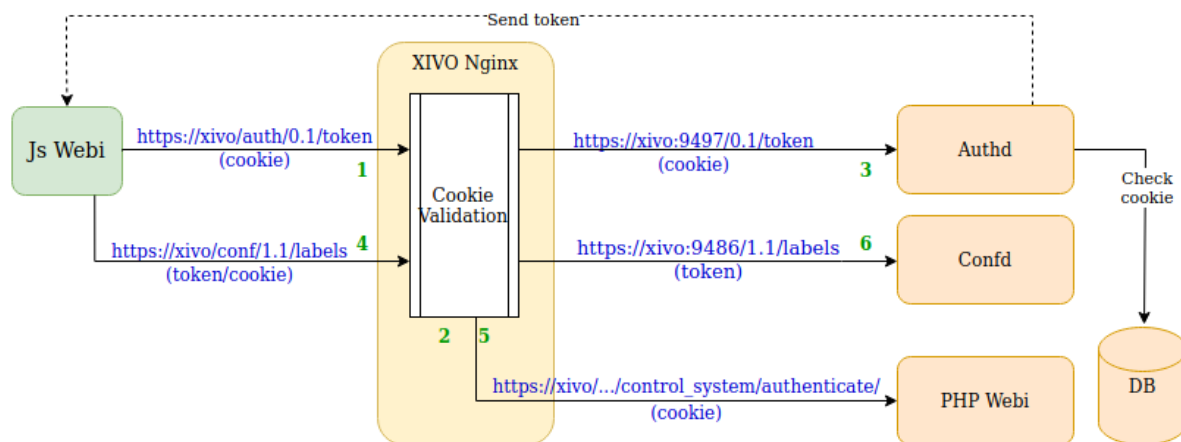 Send token
XIVO Nginx
Js Webi
https://xivo/auth/0.1/token
(cookie)
1
https://xivo:9497/0.1/token
(cookie)
3
Authd
Check
cookie
Cookie
Validation
https://xivo/conf/1.1/labels
(token/cookie)
4
https://xivo:9486/1.1/labels
(token)
6
Confd
2
5
https://xivo/.../control_system/authenticate/
(cookie)
PHP Webi
DB